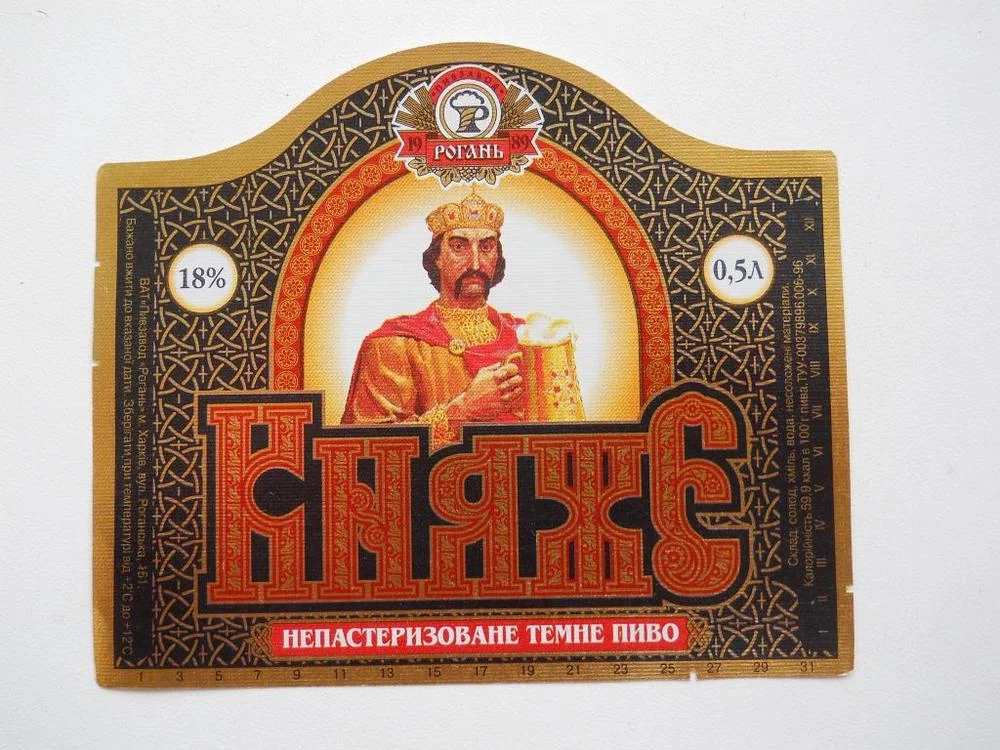 ПИВЗАВОД
19 89
РОГАНЬ
18%
0,5Л
КНЯЖЕ
НЕПАСТЕРИЗОВАНЕ ТЕМНЕ ПИВО
Бажано вжити до вказаної дати. Зберігати при температурі від +2°С до +12°С
ВАТ «Пивзавод «Рогань» м. Харків, вул. Роганська, 161.
Склад: солод, хміль, вода, несоложені матеріали.
Калорійність 59.9 ккал в 100 г пива. ТУУ-00379896.006-96
I II III IV V VI VII VIII IX X XI XII
1 3 5 7 9 11 13 15 17 19 21 23 25 27 29 31